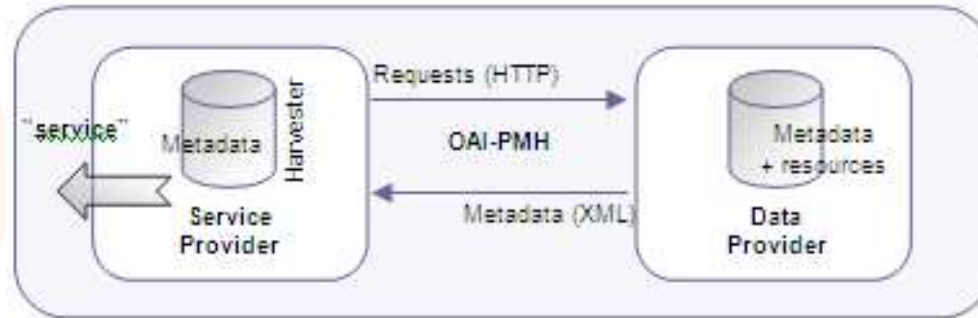 "service"
Metadata
Harvester
Service
Provider
Requests (HTTP)
OAI-PMH
Metadata (XML)
Metadata
+ resources
Data
Provider